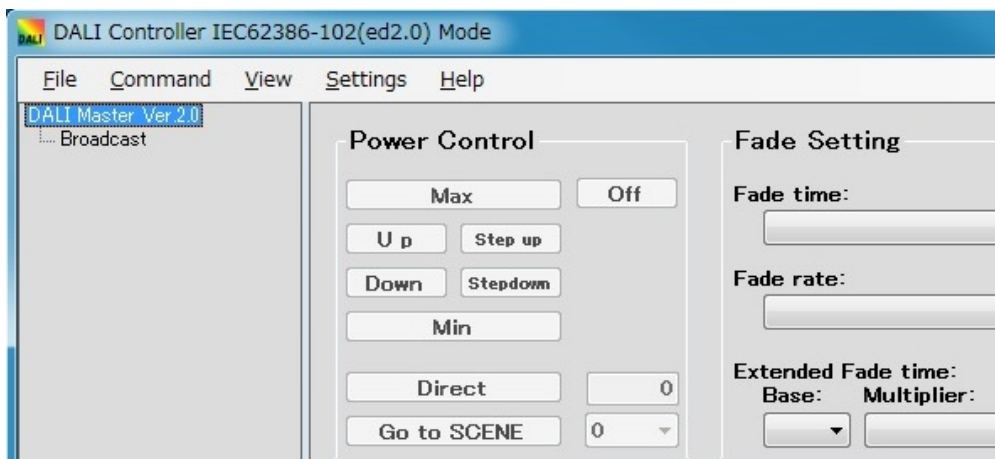 DALI DALI Controller IEC62386-102(ed2.0) Mode
File Command View Settings Help
DALI Master Ver.2.0
Broadcast
Power Control
Max Off
Up Step up
Down Stepdown
Min
Direct 0
Go to SCENE 0
Fade Setting
Fade time:
Fade rate:
Extended Fade time:
Base: Multiplier: